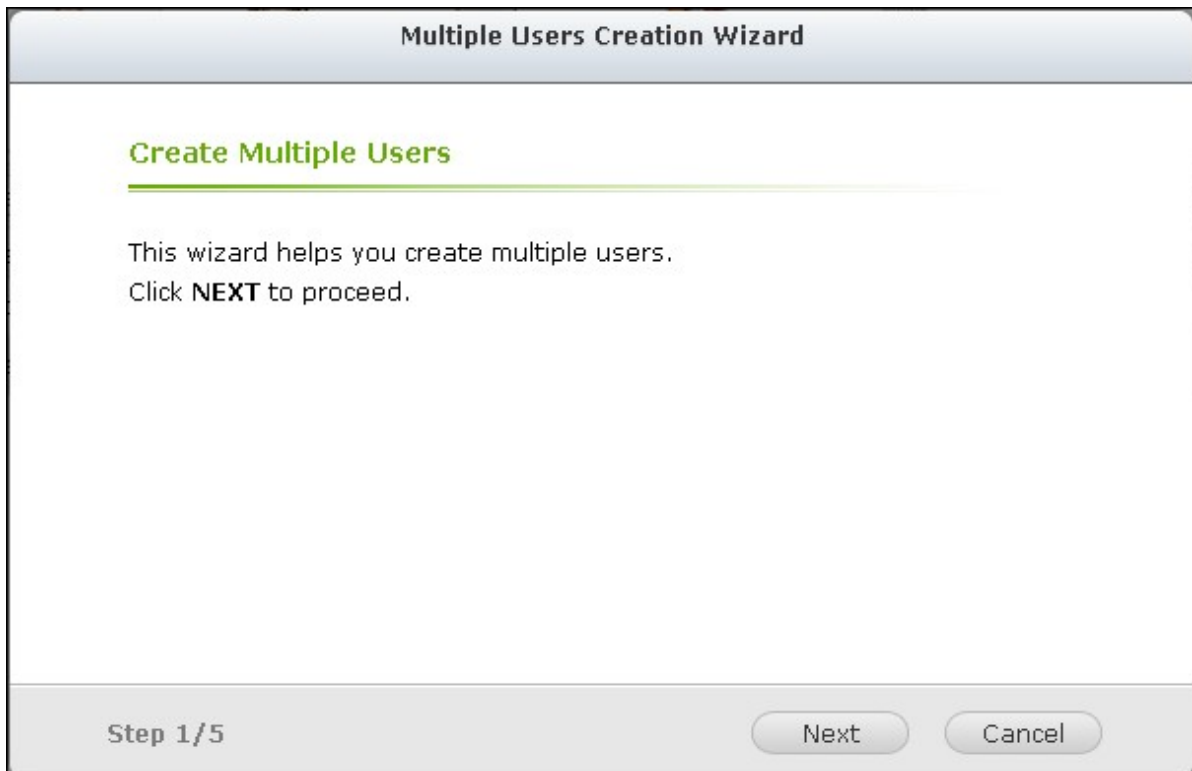 Multiple Users Creation Wizard
Create Multiple Users
This wizard helps you create multiple users.
Click NEXT to proceed.
Step 1/5
Next
Cancel